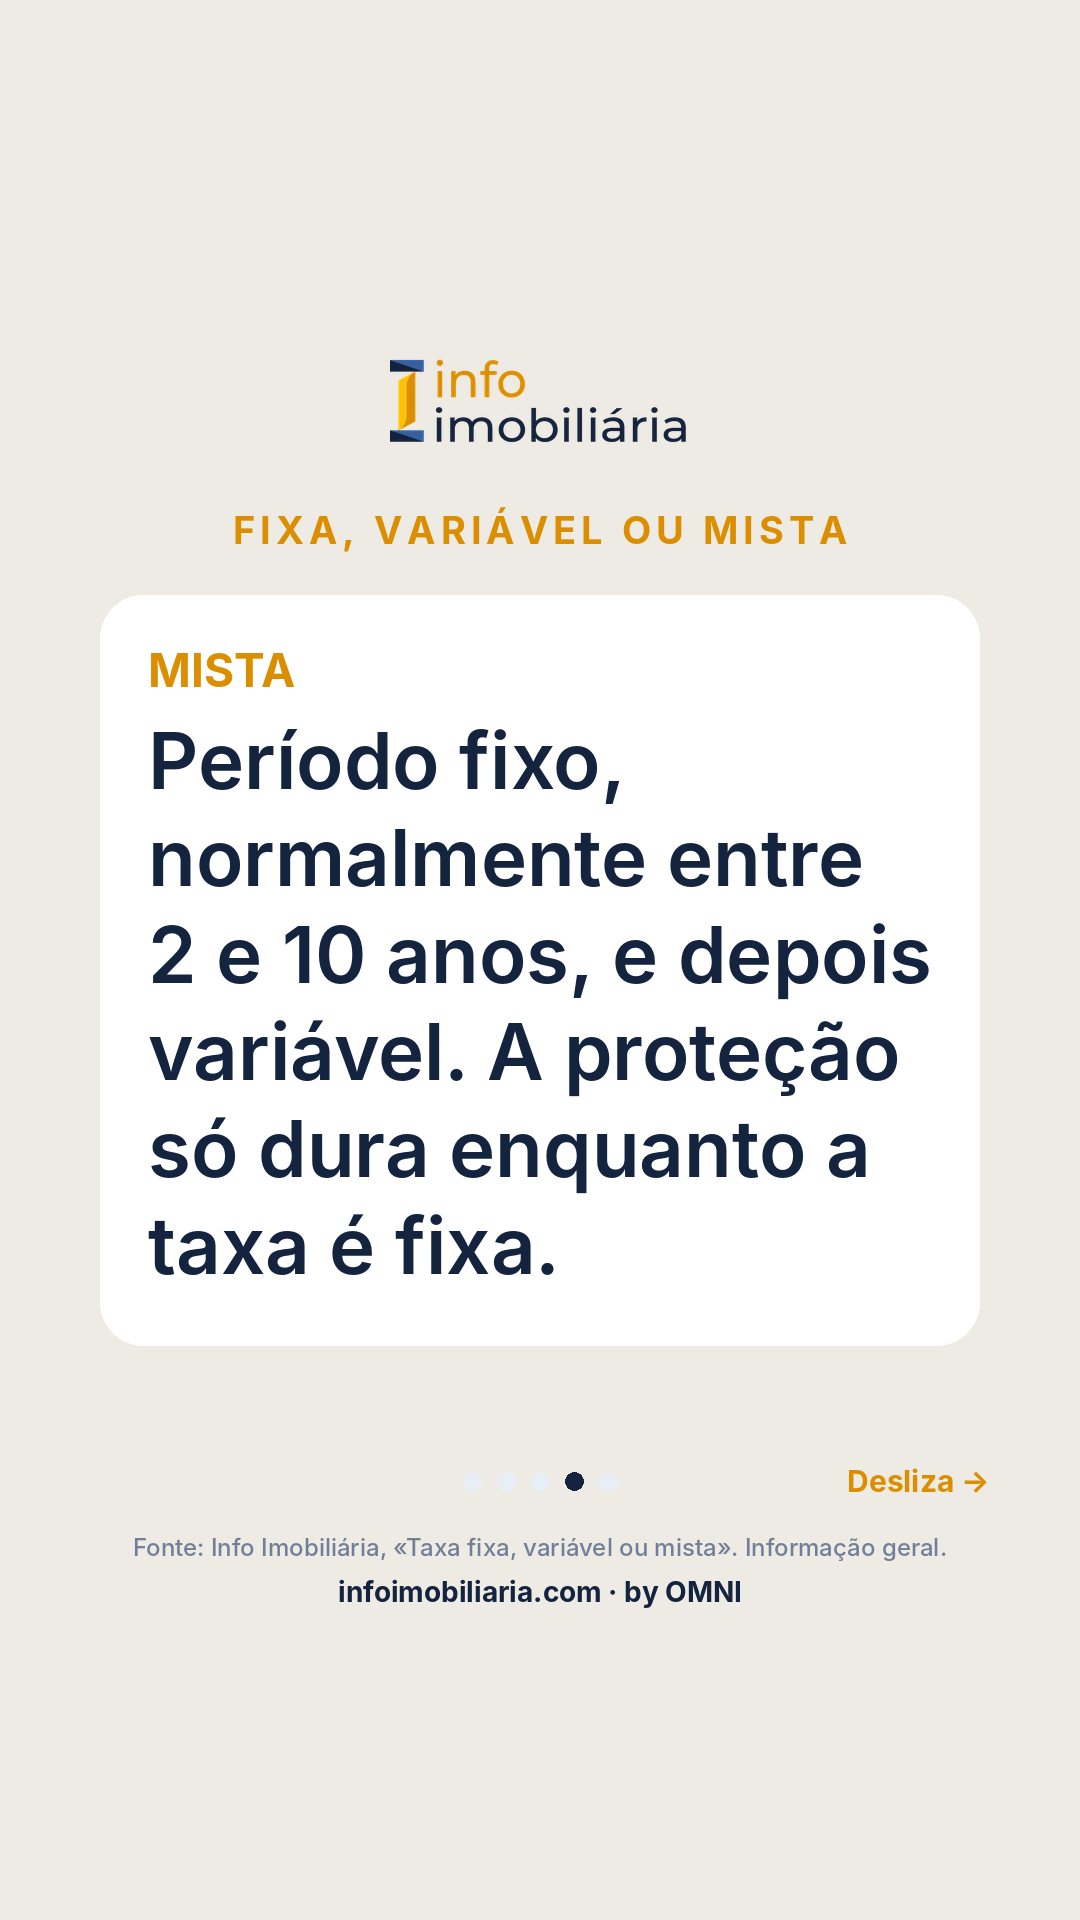 info
imobiliária
FIXA, VARIÁVEL OU MISTA
MISTA
Período fixo,
normalmente entre
2 e 10 anos, e depois
variável. A proteção
só dura enquanto a
taxa é fixa.
Desliza →
Fonte: Info Imobiliária, «Taxa fixa, variável ou mista». Informação geral.
infoimobiliaria.com · by OMNI